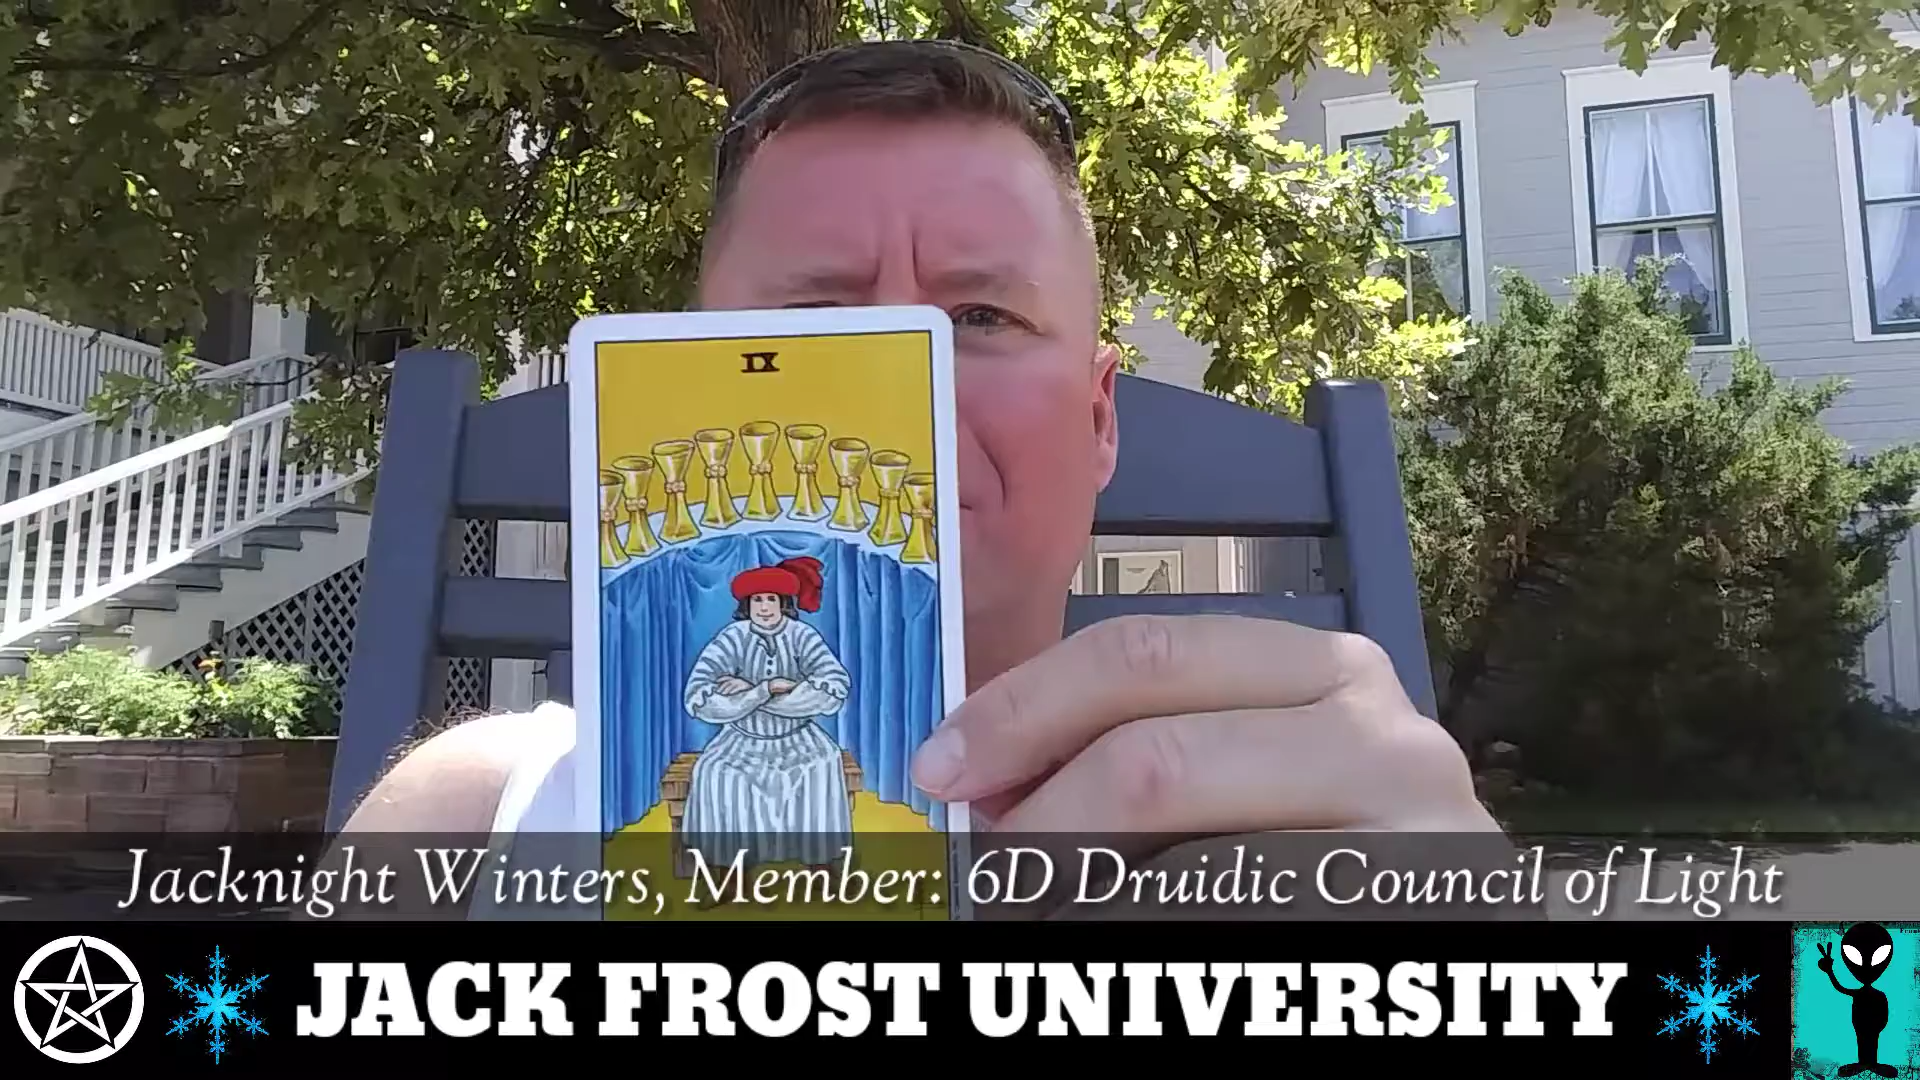 IX
Jacknight Winters, Member: 6D Druidic Council of Light
JACK FROST UNIVERSITY